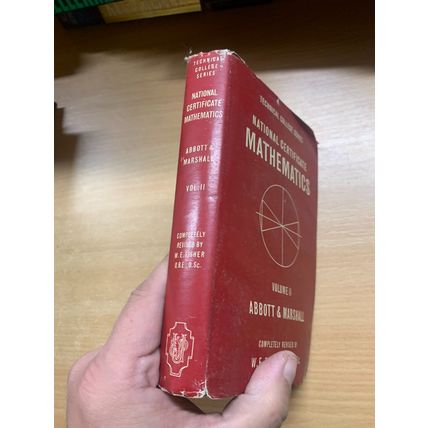 TECHNICAL
COLLEGE
SERIES
NATIONAL
CERTIFICATE
MATHEMATICS
ABBOTT &
MARSHALL
VOL. II
COMPLETELY
REVISED BY
W. E. FISHER
O.B.E., D.Sc.
TECHNICAL COLLEGE SERIES
NATIONAL CERTIFICATE
MATHEMATICS
VOLUME II
ABBOTT & MARSHALL
COMPLETELY REVISED BY
W. E.